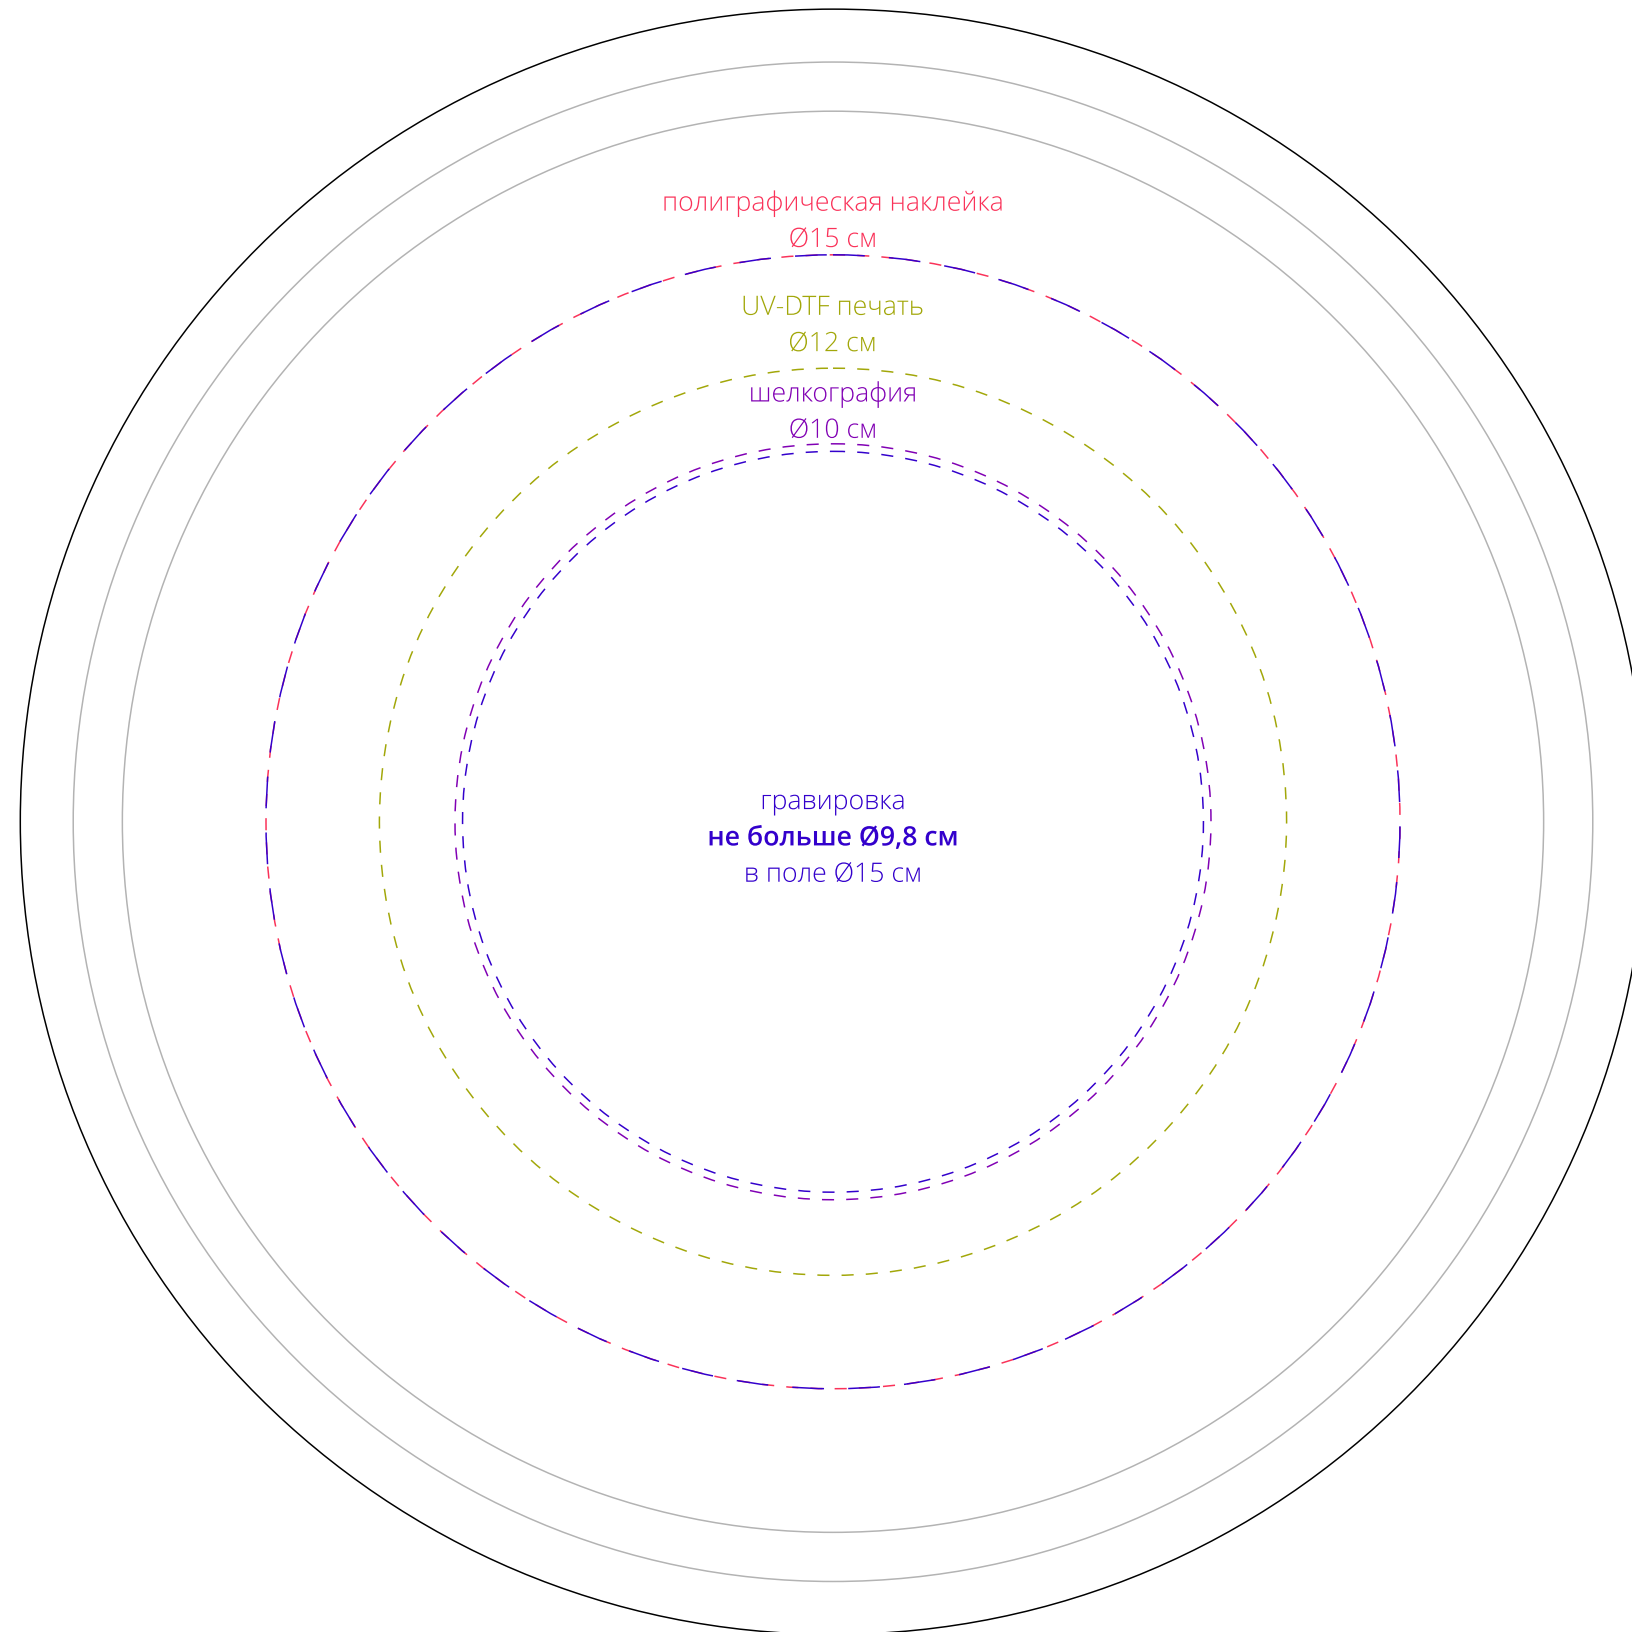 полиграфическая наклейка
Ø15 см
UV-DTF печать
Ø12 см
шелкография
Ø10 см
гравировка
не больше Ø9,8 см
в поле Ø15 см